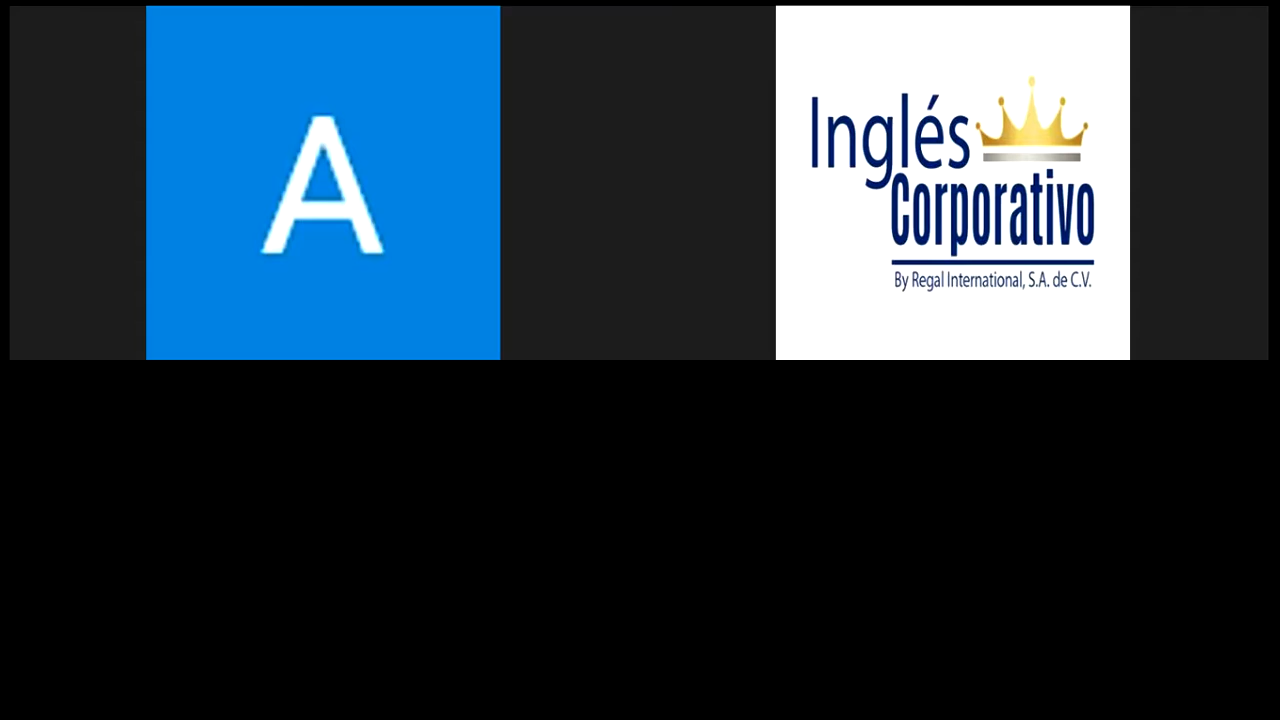 A
Inglés
Corporativo
By Regal International, S.A. de C.V.